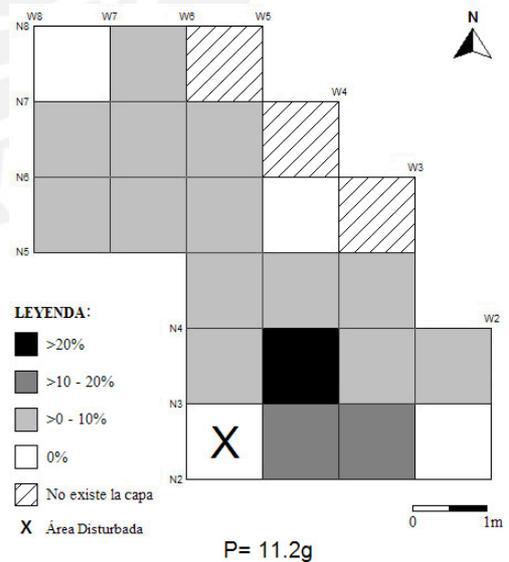 W8 W7 W6 W5
N8
N
N7
W4
N6
W3
N5
LEYENDA:
W2
N4
>20%
>10 - 20%
N3
>0 - 10%
X
0%
N2
No existe la capa
X Área Disturbada
0 1m
P= 11.2g